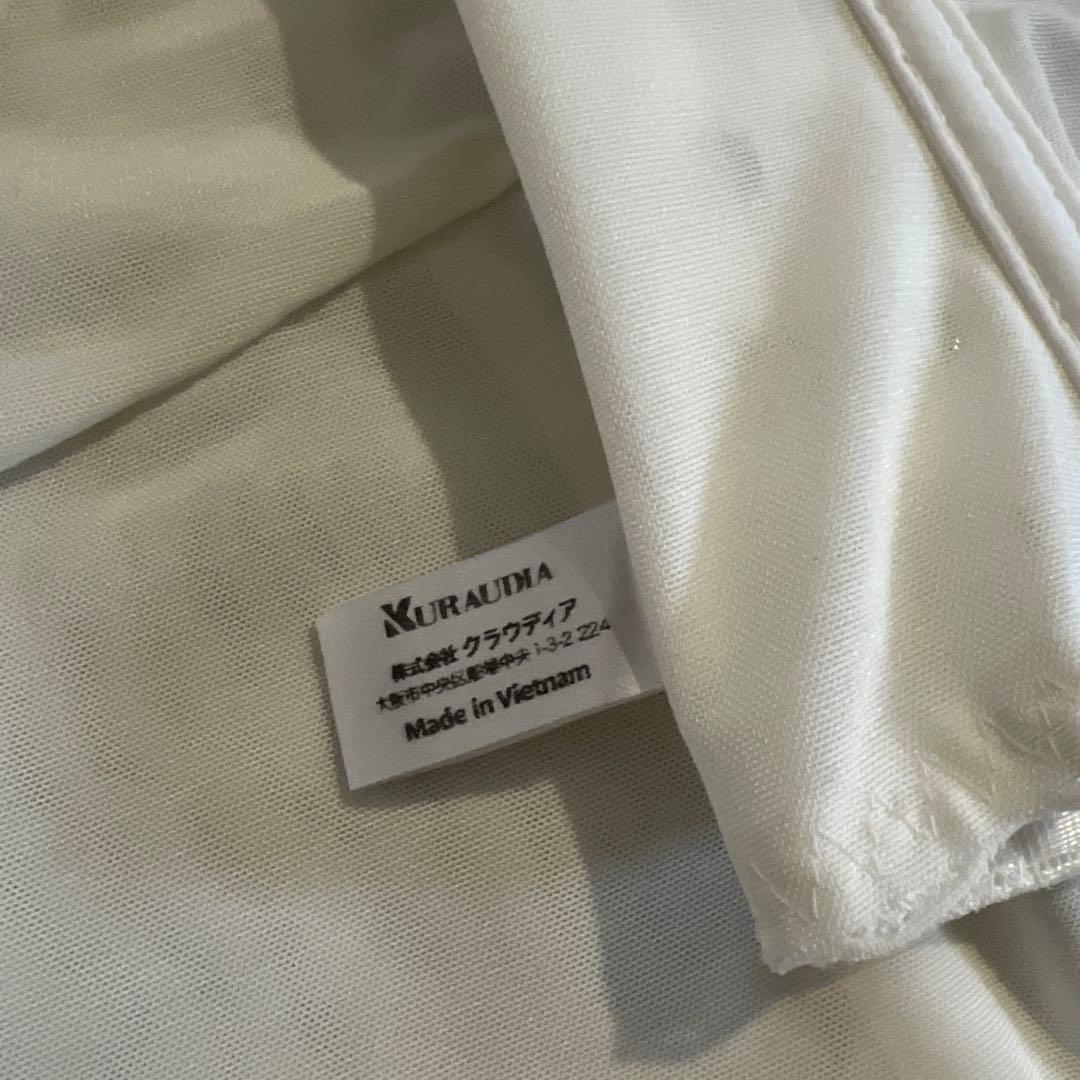 KURAUDIA
株式会社 クラウディア
大阪市中央区船場中央 1-3-2 224
Made in Vietnam